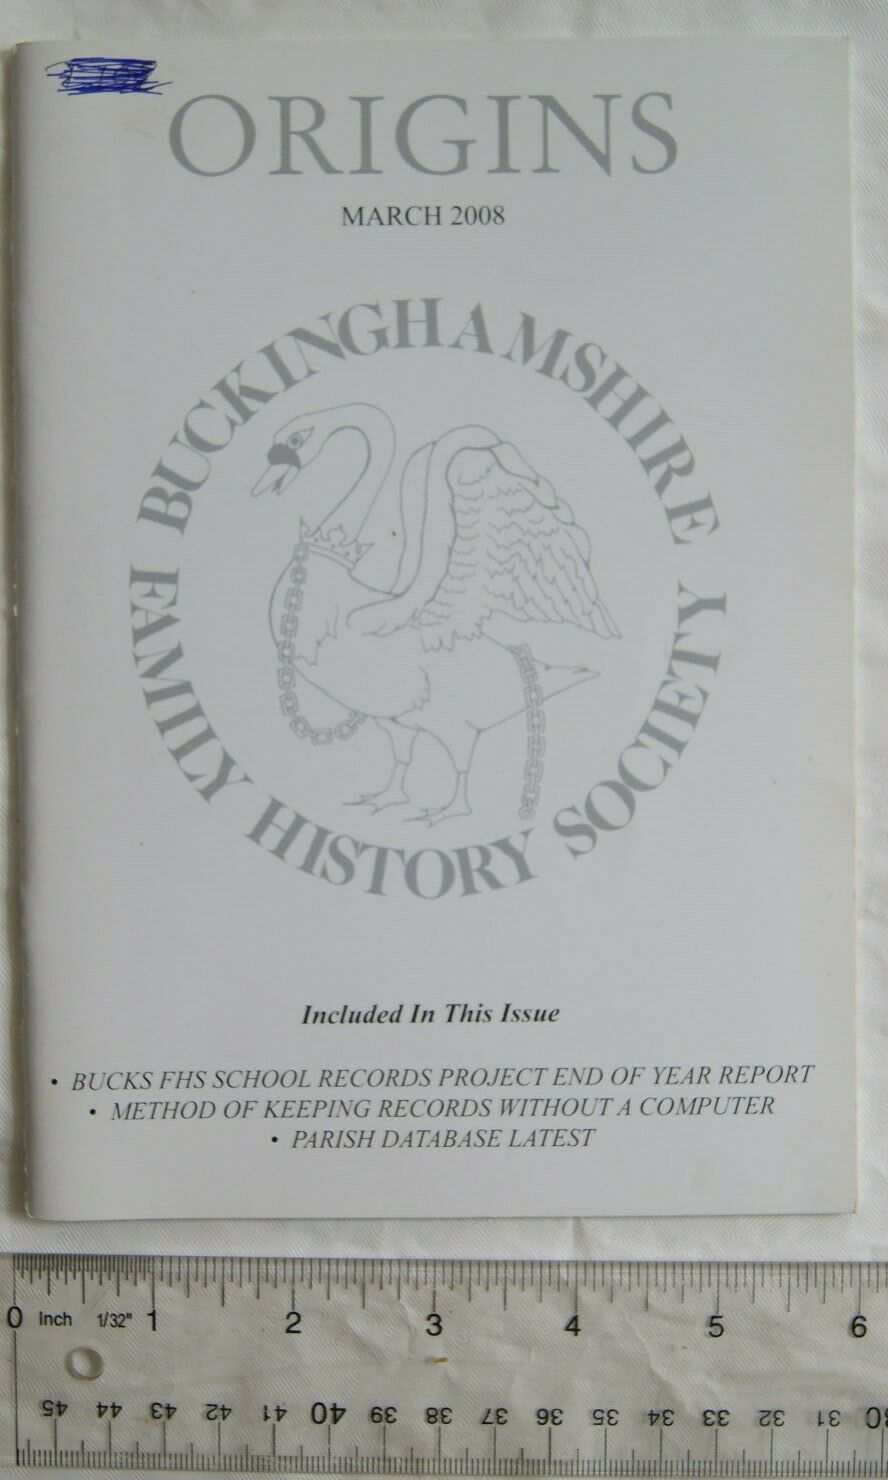 ORIGINS
MARCH 2008
BUCKINGHAMSHIRE
FAMILY HISTORY SOCIETY
Included In This Issue
• BUCKS FHS SCHOOL RECORDS PROJECT END OF YEAR REPORT
• METHOD OF KEEPING RECORDS WITHOUT A COMPUTER
• PARISH DATABASE LATEST
0 Inch 1/32" 1 2 3 4 5 6
45 44 43 42 41 40 39 38 37 36 35 34 33 32 31 30